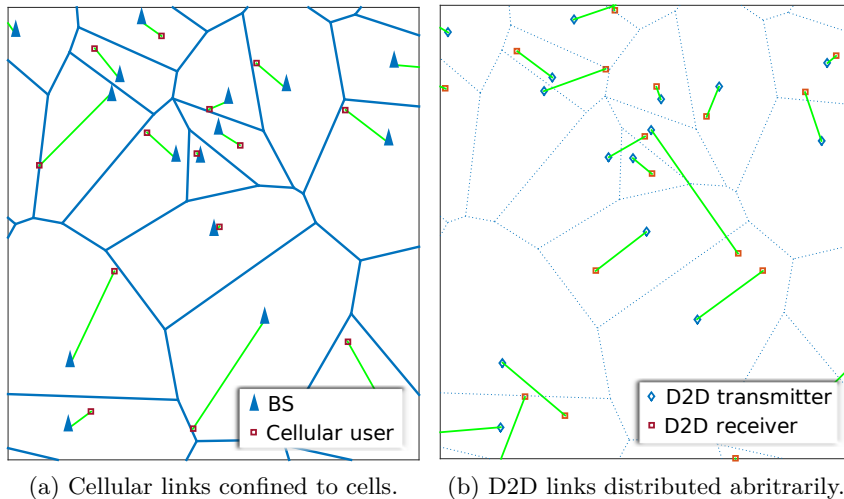 BS
Cellular user
D2D transmitter
D2D receiver
(a) Cellular links confined to cells.
(b) D2D links distributed abritrarily.